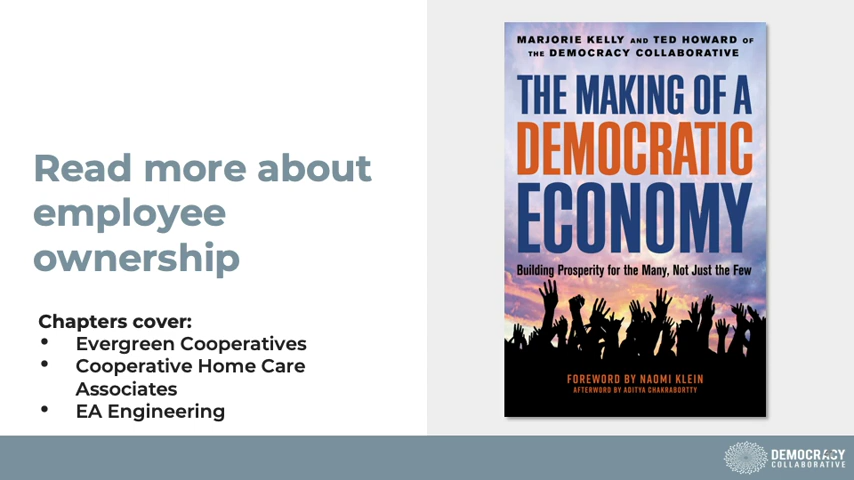 Read more about
employee
ownership
Chapters cover:
• Evergreen Cooperatives
• Cooperative Home Care
Associates
• EA Engineering
MARJORIE KELLY AND TED HOWARD OF
THE DEMOCRACY COLLABORATIVE
THE MAKING OF A
DEMOCRATIC
ECONOMY
Building Prosperity for the Many, Not Just the Few
FOREWORD BY NAOMI KLEIN
AFTERWORD BY ADITYA CHAKRABORTTY
DEMOCRACY
COLLABORATIVE